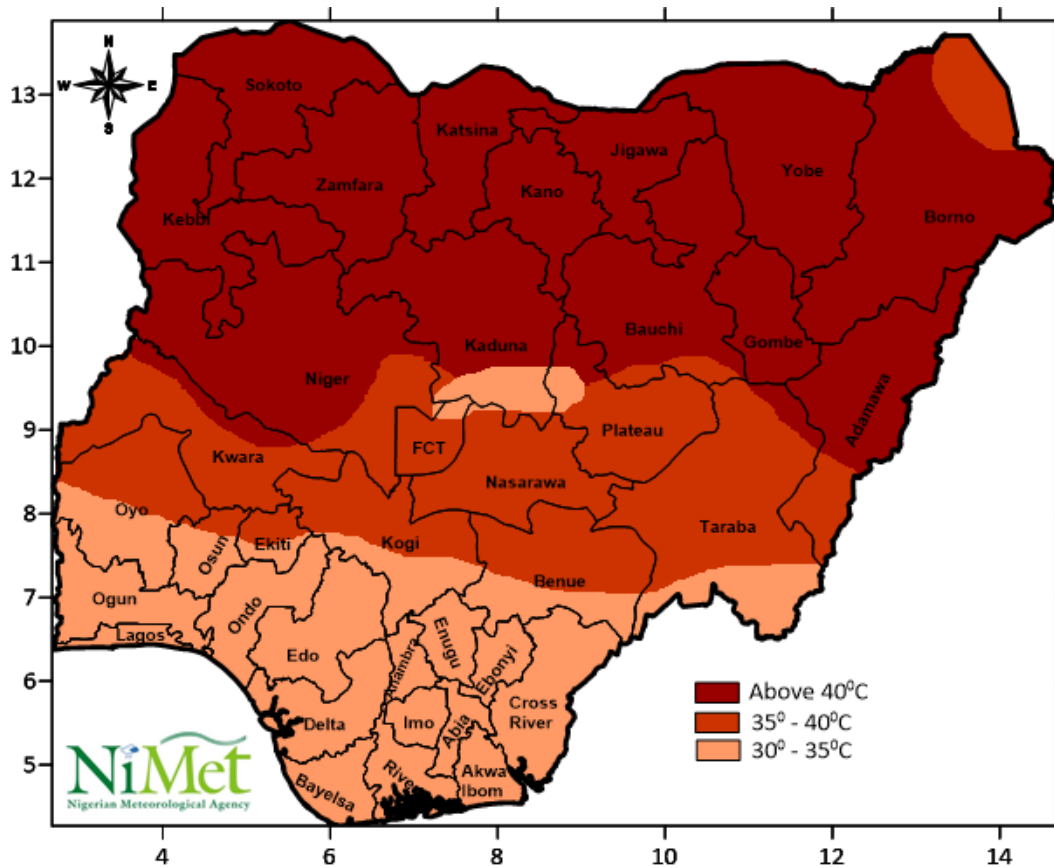 N
W E
S
13
12
11
10
9
8
7
6
5
4 6 8 10 12 14
Sokoto
Katsina
Jigawa
Zamfara
Kano
Yobe
Kebbi
Borno
Bauchi
Kaduna
Gombe
Niger
Adamawa
FCT
Plateau
Kwara
Nasarawa
Oyo
Taraba
Osun
Ekiti
Kogi
Benue
Ogun
Ondo
Lagos
Enugu
Edo
Anambra
Ebonyi
Delta
Imo
Abia
Cross
River
Bayelsa
Rivers
Akwa
Ibom
Above 40⁰C
35⁰ - 40⁰C
30⁰ - 35⁰C
NiMet
Nigerian Meteorological Agency